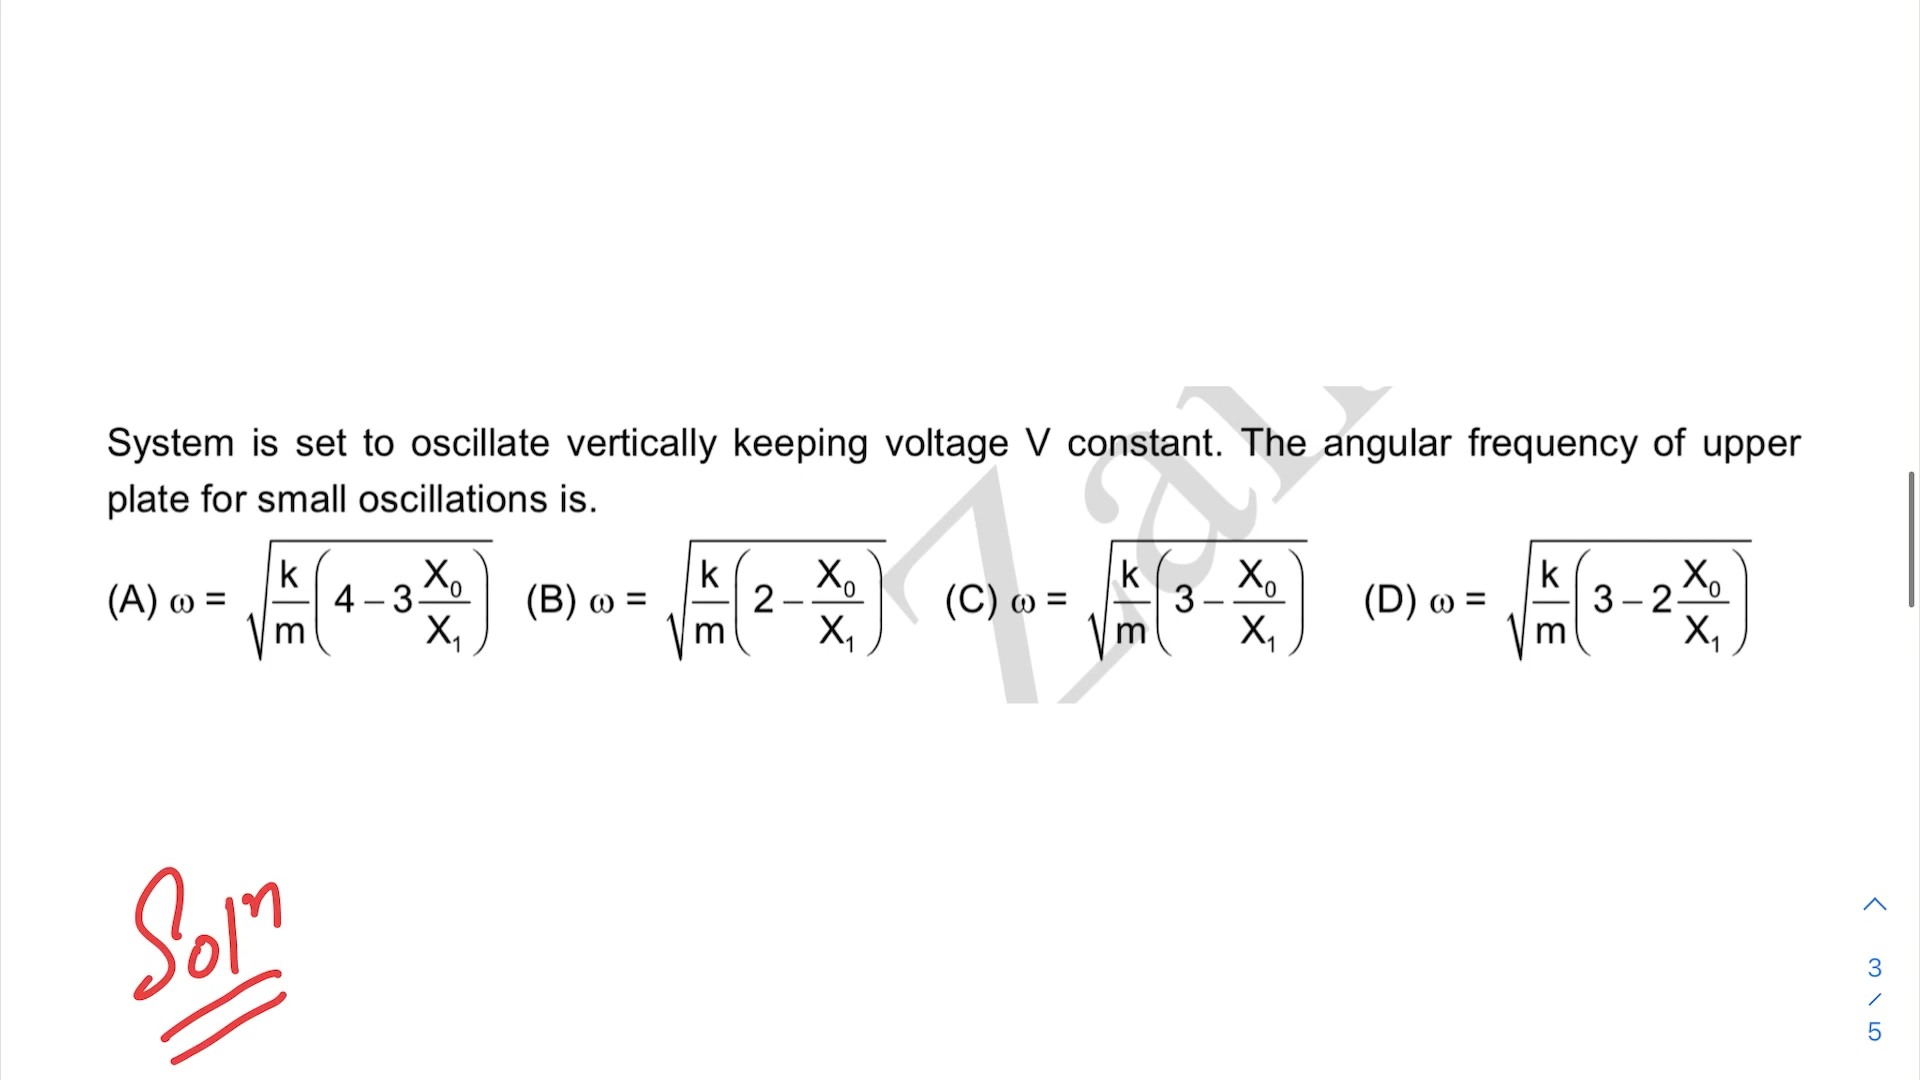 System is set to oscillate vertically keeping voltage V constant. The angular frequency of upper
plate for small oscillations is.
(A) ω = √(k/m (4 – 3 X₀/X₁)) (B) ω = √(k/m (2 – X₀/X₁)) (C) ω = √(k/m (3 – X₀/X₁)) (D) ω = √(k/m (3 – 2 X₀/X₁))
Solⁿ
3
/
5